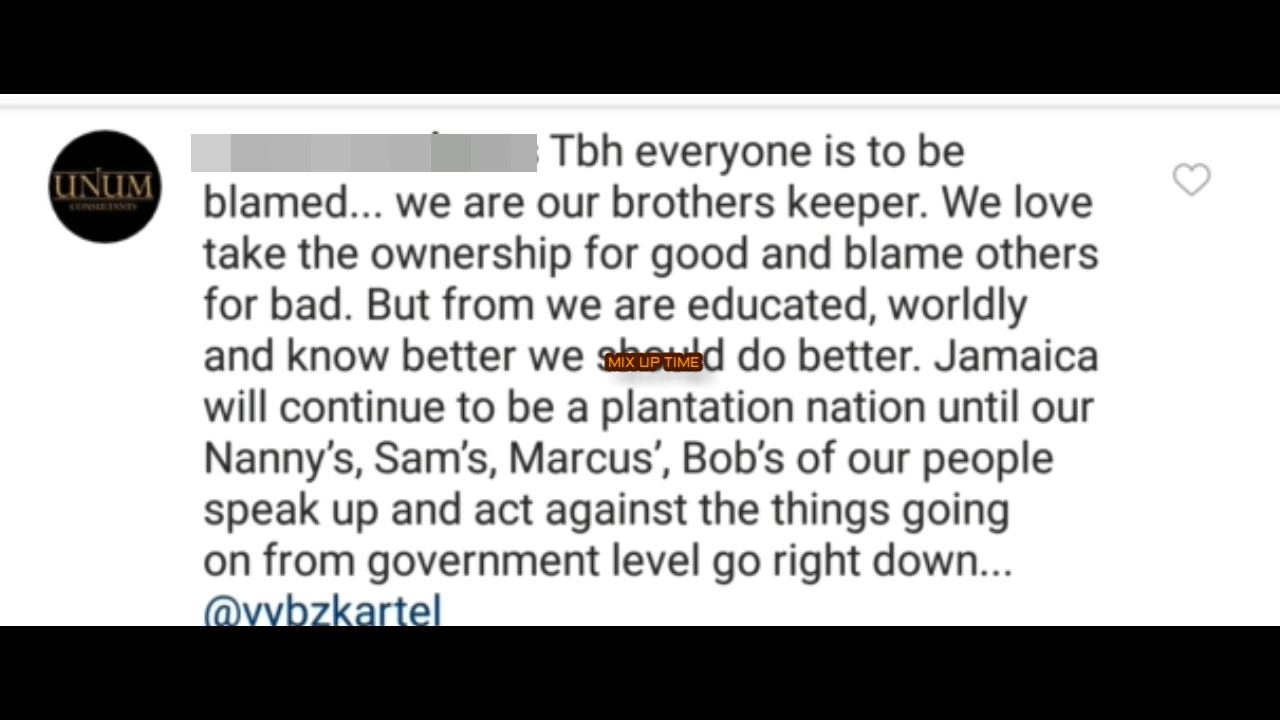 UNUM
CONSULTANTS
Tbh everyone is to be
blamed... we are our brothers keeper. We love
take the ownership for good and blame others
for bad. But from we are educated, worldly
and know better we should do better. Jamaica
MIX UP TIME
will continue to be a plantation nation until our
Nanny’s, Sam’s, Marcus’, Bob’s of our people
speak up and act against the things going
on from government level go right down...
@vybzkartel